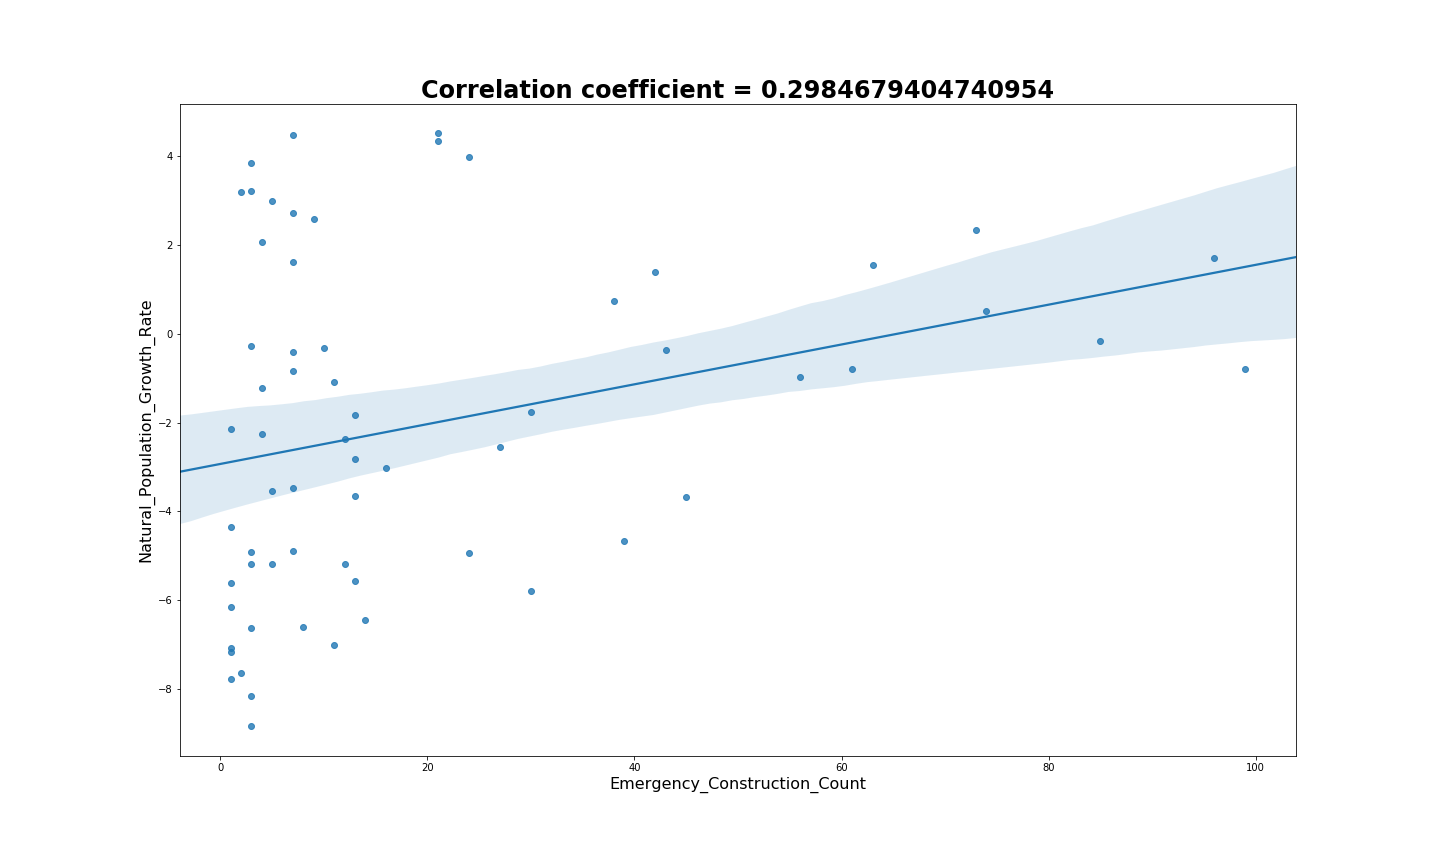 Correlation coefficient = 0.2984679404740954
4
2
0
−2
−4
−6
−8
Natural_Population_Growth_Rate
0 20 40 60 80 100
Emergency_Construction_Count